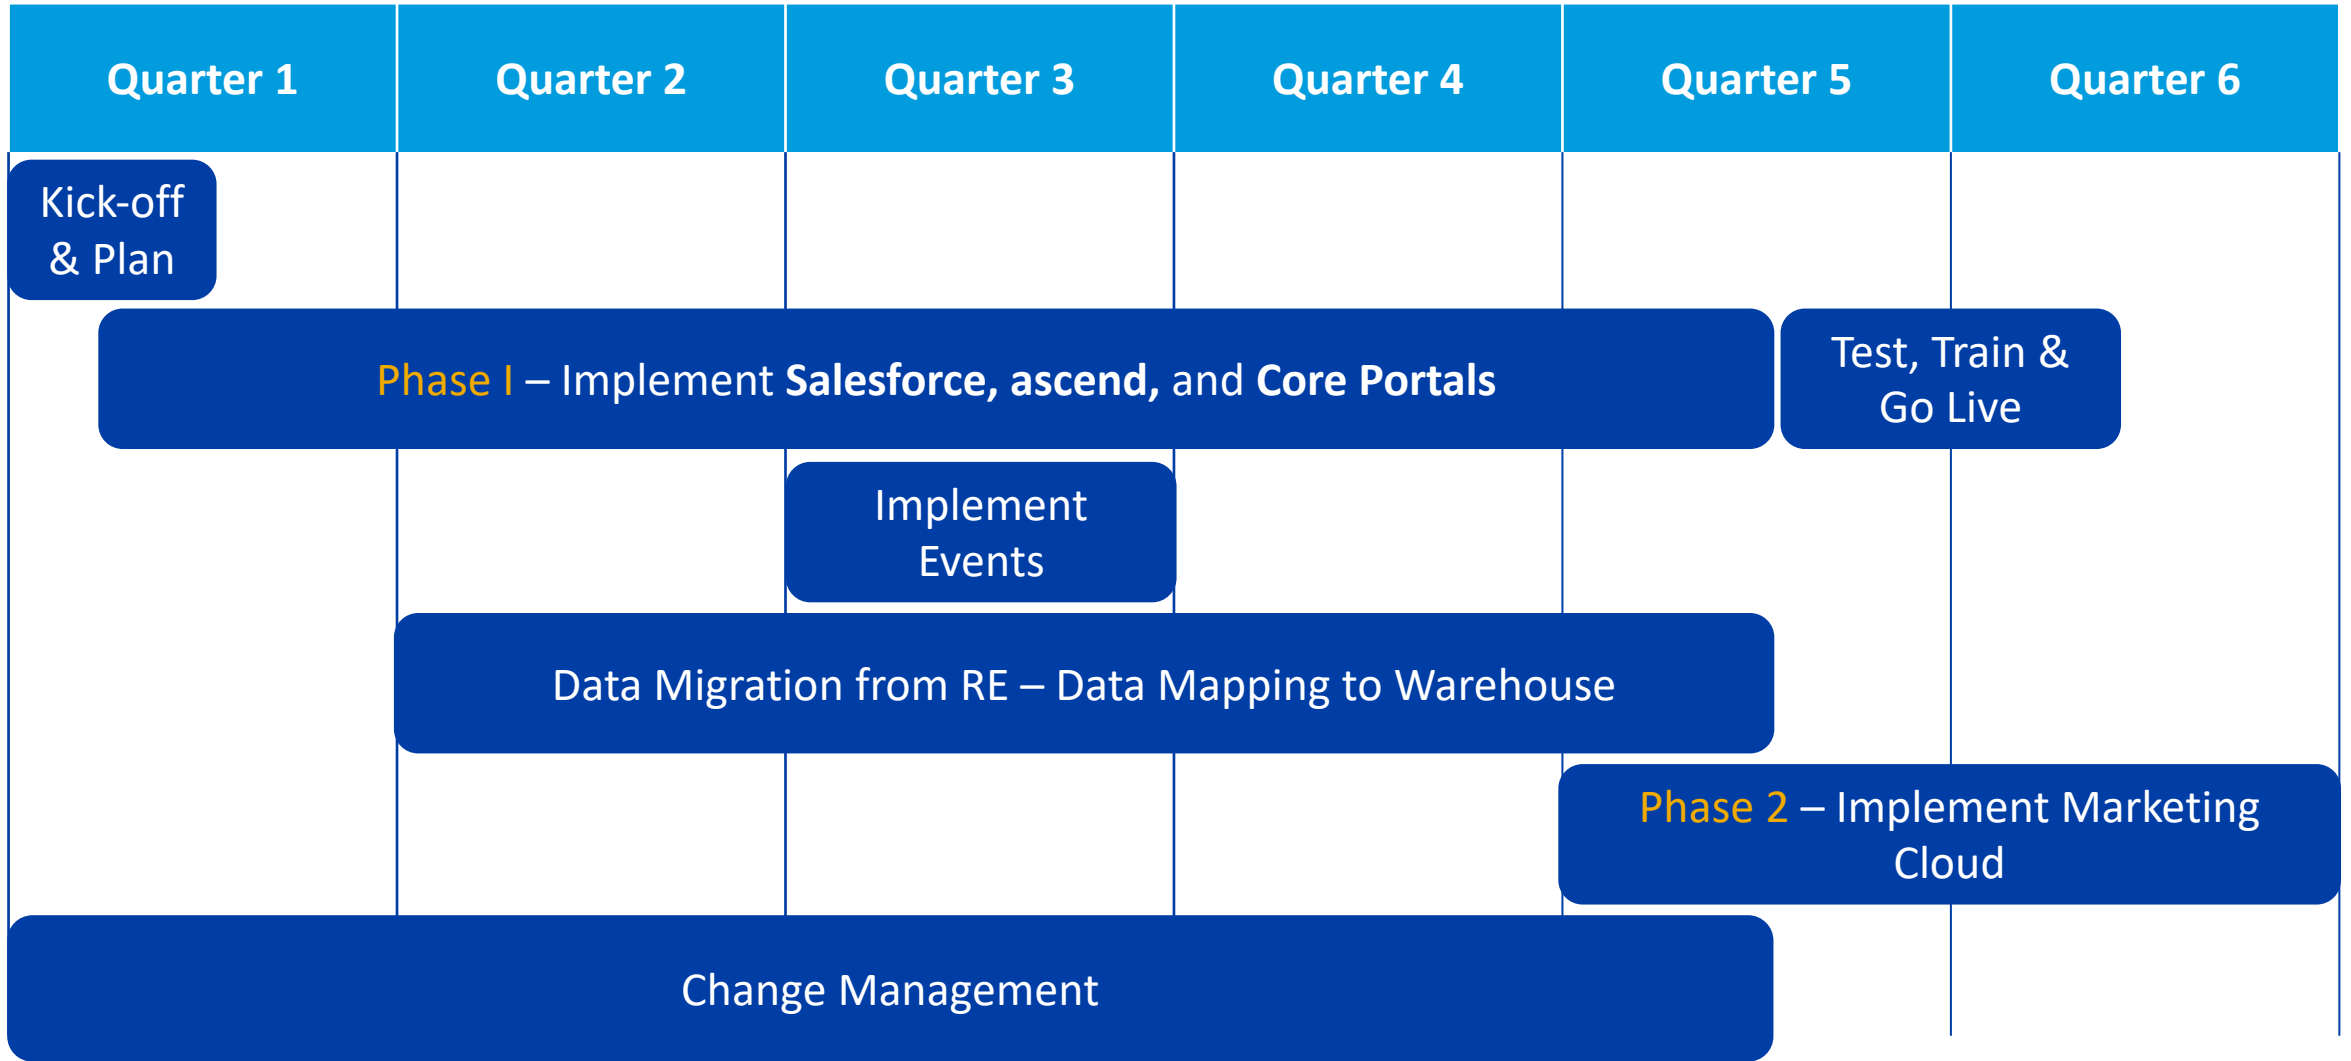 Quarter 1
Quarter 2
Quarter 3
Quarter 4
Quarter 5
Quarter 6
Kick-off
& Plan
Phase I – Implement Salesforce, ascend, and Core Portals
Test, Train &
Go Live
Implement
Events
Data Migration from RE – Data Mapping to Warehouse
Phase 2 – Implement Marketing
Cloud
Change Management